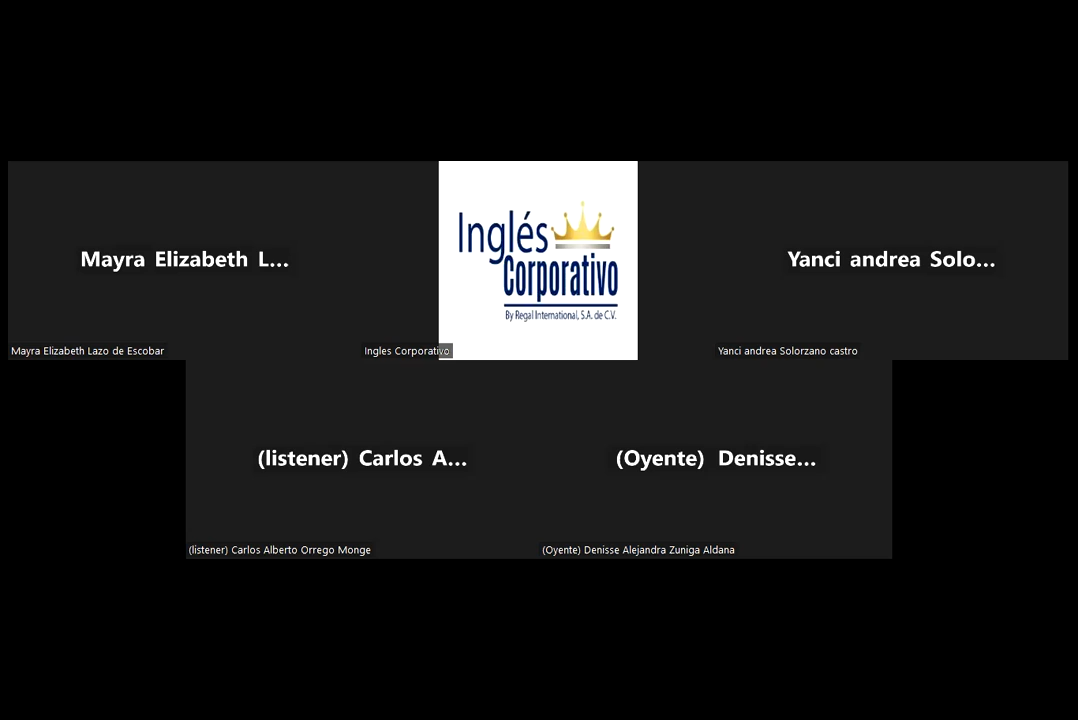 Mayra Elizabeth L...
Inglés
Corporativo
By Regal International, S.A. de C.V.
Yanci andrea Solo...
Mayra Elizabeth Lazo de Escobar
Ingles Corporativo
Yanci andrea Solorzano castro
(listener) Carlos A...
(Oyente) Denisse...
(listener) Carlos Alberto Orrego Monge
(Oyente) Denisse Alejandra Zuniga Aldana